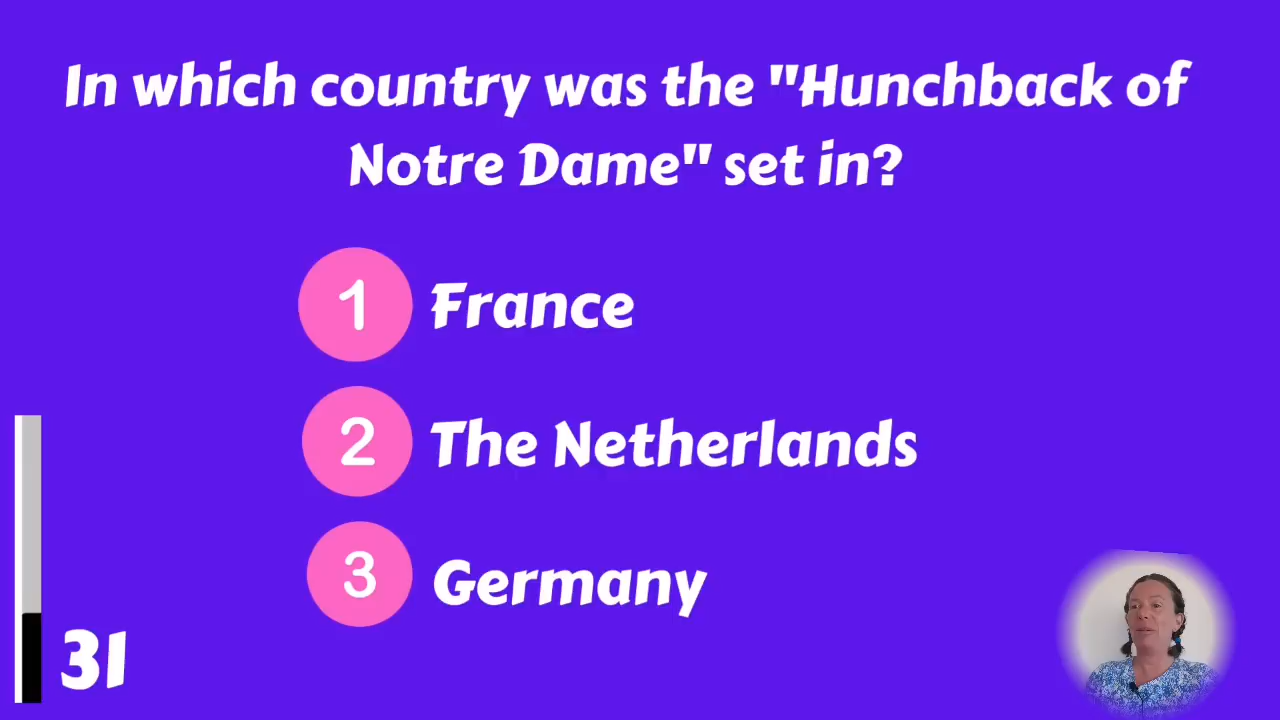 In which country was the "Hunchback of
Notre Dame" set in?
1 France
2 The Netherlands
3 Germany
31